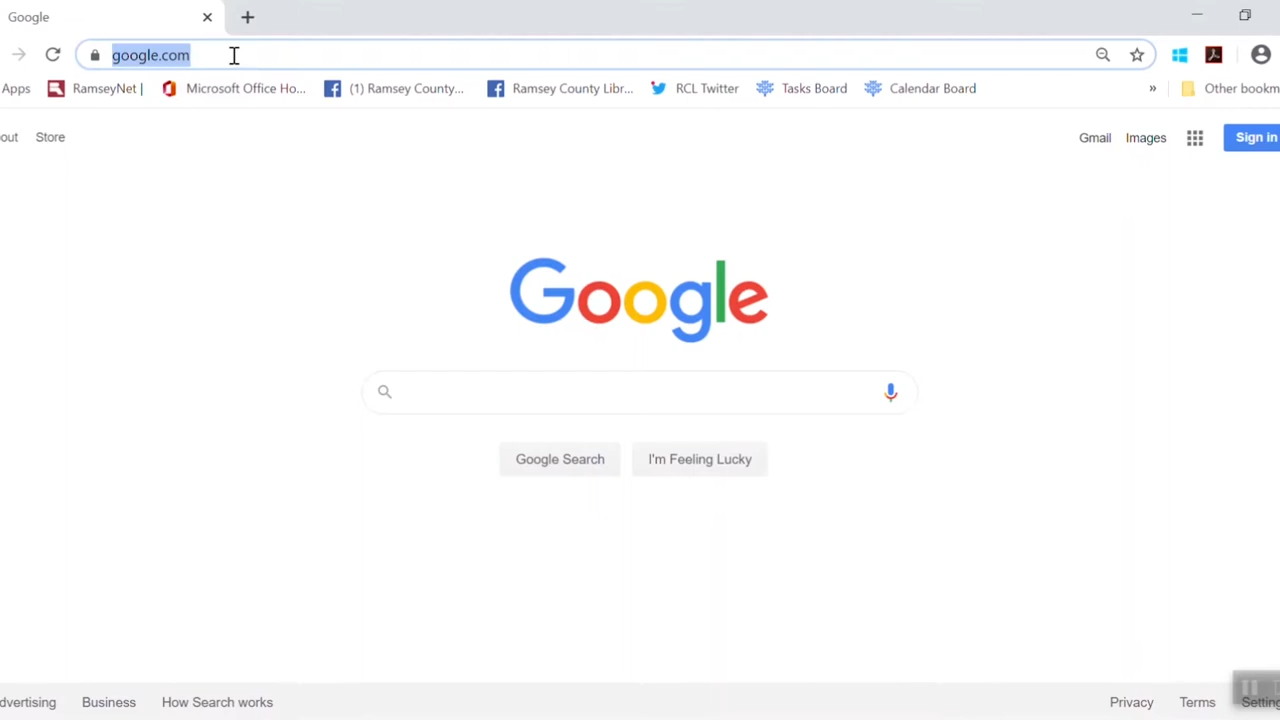 Google
google.com
Apps RamseyNet | Microsoft Office Ho... (1) Ramsey County... Ramsey County Libr... RCL Twitter Tasks Board Calendar Board » Other bookm
out Store Gmail Images Sign in
Google
Google Search I'm Feeling Lucky
dvertising Business How Search works Privacy Terms Setting